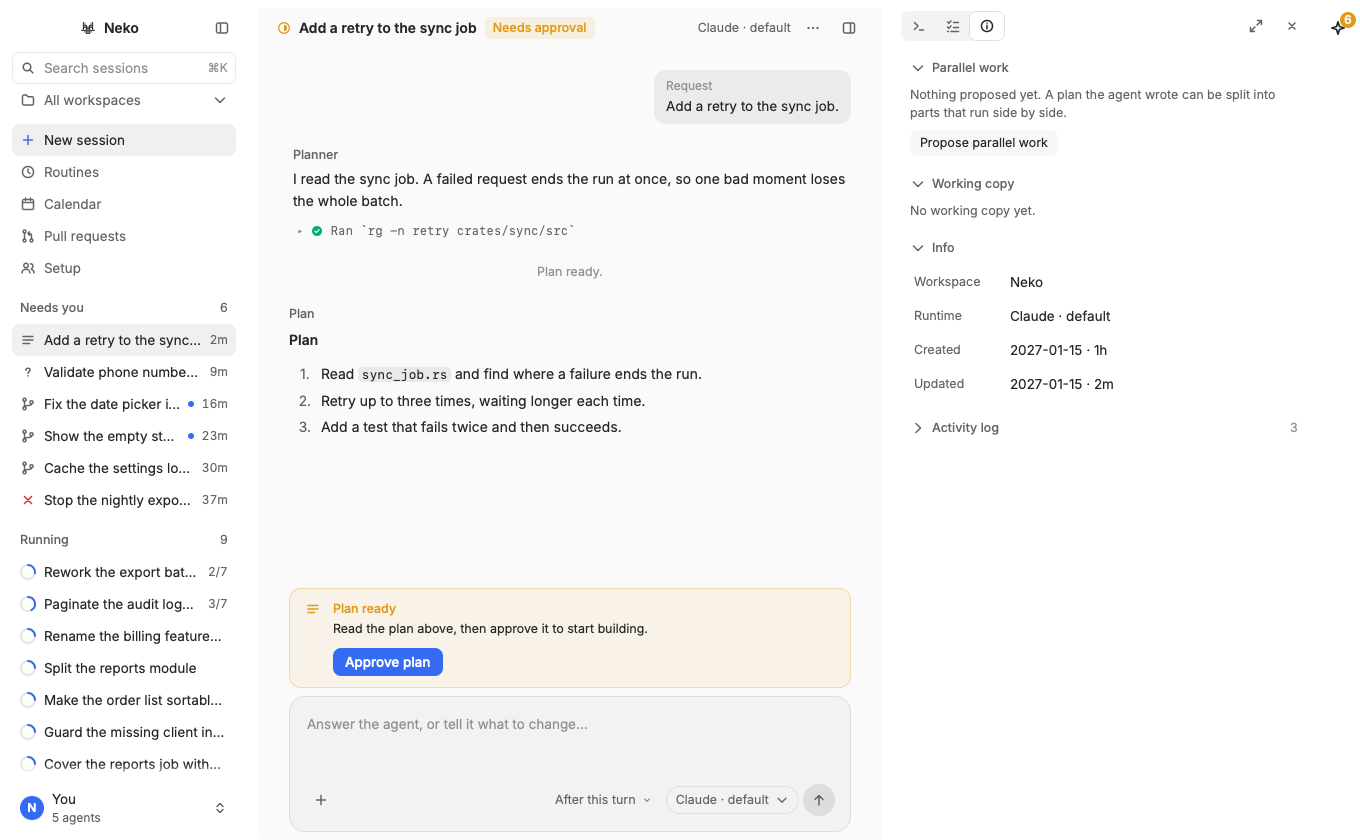 Neko
Search sessions ⌘K
All workspaces
New session
Routines
Calendar
Pull requests
Setup
Needs you 6
Add a retry to the sync... 2m
Validate phone numbe... 9m
Fix the date picker i... 16m
Show the empty st... 23m
Cache the settings lo... 30m
Stop the nightly expo... 37m
Running 9
Rework the export bat... 2/7
Paginate the audit log... 3/7
Rename the billing feature...
Split the reports module
Make the order list sortabl...
Guard the missing client in...
Cover the reports job with...
N
You
5 agents
Add a retry to the sync job Needs approval Claude · default
Request
Add a retry to the sync job.
Planner
I read the sync job. A failed request ends the run at once, so one bad moment loses
the whole batch.
Ran `rg -n retry crates/sync/src`
Plan ready.
Plan
Plan
1. Read sync_job.rs and find where a failure ends the run.
2. Retry up to three times, waiting longer each time.
3. Add a test that fails twice and then succeeds.
Plan ready
Read the plan above, then approve it to start building.
Approve plan
Answer the agent, or tell it what to change...
After this turn Claude · default
6
Parallel work
Nothing proposed yet. A plan the agent wrote can be split into
parts that run side by side.
Propose parallel work
Working copy
No working copy yet.
Info
Workspace Neko
Runtime Claude · default
Created 2027-01-15 · 1h
Updated 2027-01-15 · 2m
Activity log 3